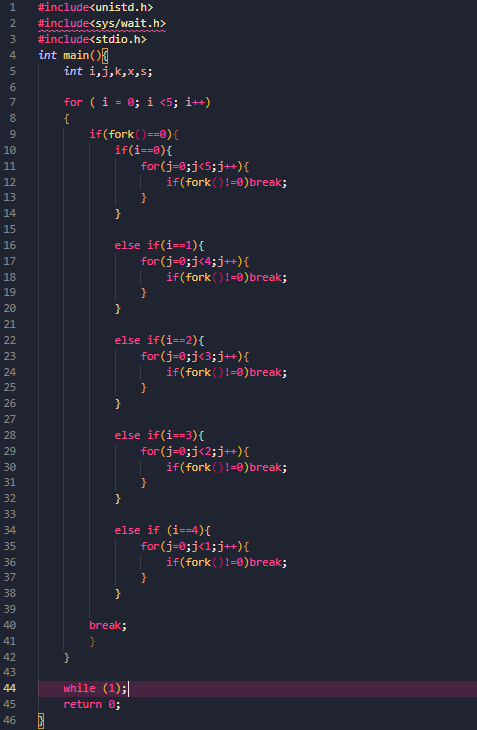 1 #include<unistd.h>
2 #include<sys/wait.h>
3 #include<stdio.h>
4 int main(){
5     int i,j,k,x,s;
6
7     for ( i = 0; i <5; i++)
8     {
9         if(fork()==0){
10             if(i==0){
11                 for(j=0;j<5;j++){
12                     if(fork()!=0)break;
13                 }
14             }
15
16             else if(i==1){
17                 for(j=0;j<4;j++){
18                     if(fork()!=0)break;
19                 }
20             }
21
22             else if(i==2){
23                 for(j=0;j<3;j++){
24                     if(fork()!=0)break;
25                 }
26             }
27
28             else if(i==3){
29                 for(j=0;j<2;j++){
30                     if(fork()!=0)break;
31                 }
32             }
33
34             else if (i==4){
35                 for(j=0;j<1;j++){
36                     if(fork()!=0)break;
37                 }
38             }
39
40         break;
41         }
42     }
43
44     while (1);
45     return 0;
46 }